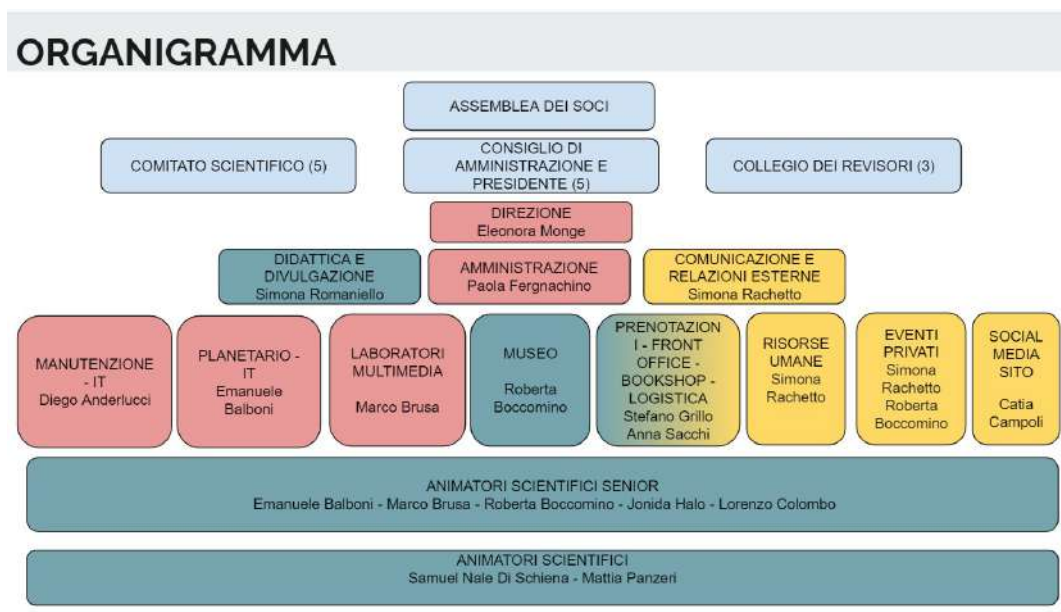 ORGANIGRAMMA
ASSEMBLEA DEI SOCI
COMITATO SCIENTIFICO (5)
CONSIGLIO DI
AMMINISTRAZIONE E
PRESIDENTE (5)
COLLEGIO DEI REVISORI (3)
DIREZIONE
Eleonora Monge
DIDATTICA E
DIVULGAZIONE
Simona Romaniello
AMMINISTRAZIONE
Paola Fergnachino
COMUNICAZIONE E
RELAZIONI ESTERNE
Simona Rachetto
MANUTENZIONE
- IT
Diego Anderlucci
PLANETARIO -
IT
Emanuele
Balboni
LABORATORI
MULTIMEDIA
Marco Brusa
MUSEO
Roberta
Boccomino
PRENOTAZION
I - FRONT
OFFICE -
BOOKSHOP -
LOGISTICA
Stefano Grillo
Anna Sacchi
RISORSE
UMANE
Simona
Rachetto
EVENTI
PRIVATI
Simona
Rachetto
Roberta
Boccomino
SOCIAL
MEDIA
SITO
Catia
Campoli
ANIMATORI SCIENTIFICI SENIOR
Emanuele Balboni - Marco Brusa - Roberta Boccomino - Jonida Halo - Lorenzo Colombo
ANIMATORI SCIENTIFICI
Samuel Nale Di Schiena - Mattia Panzeri